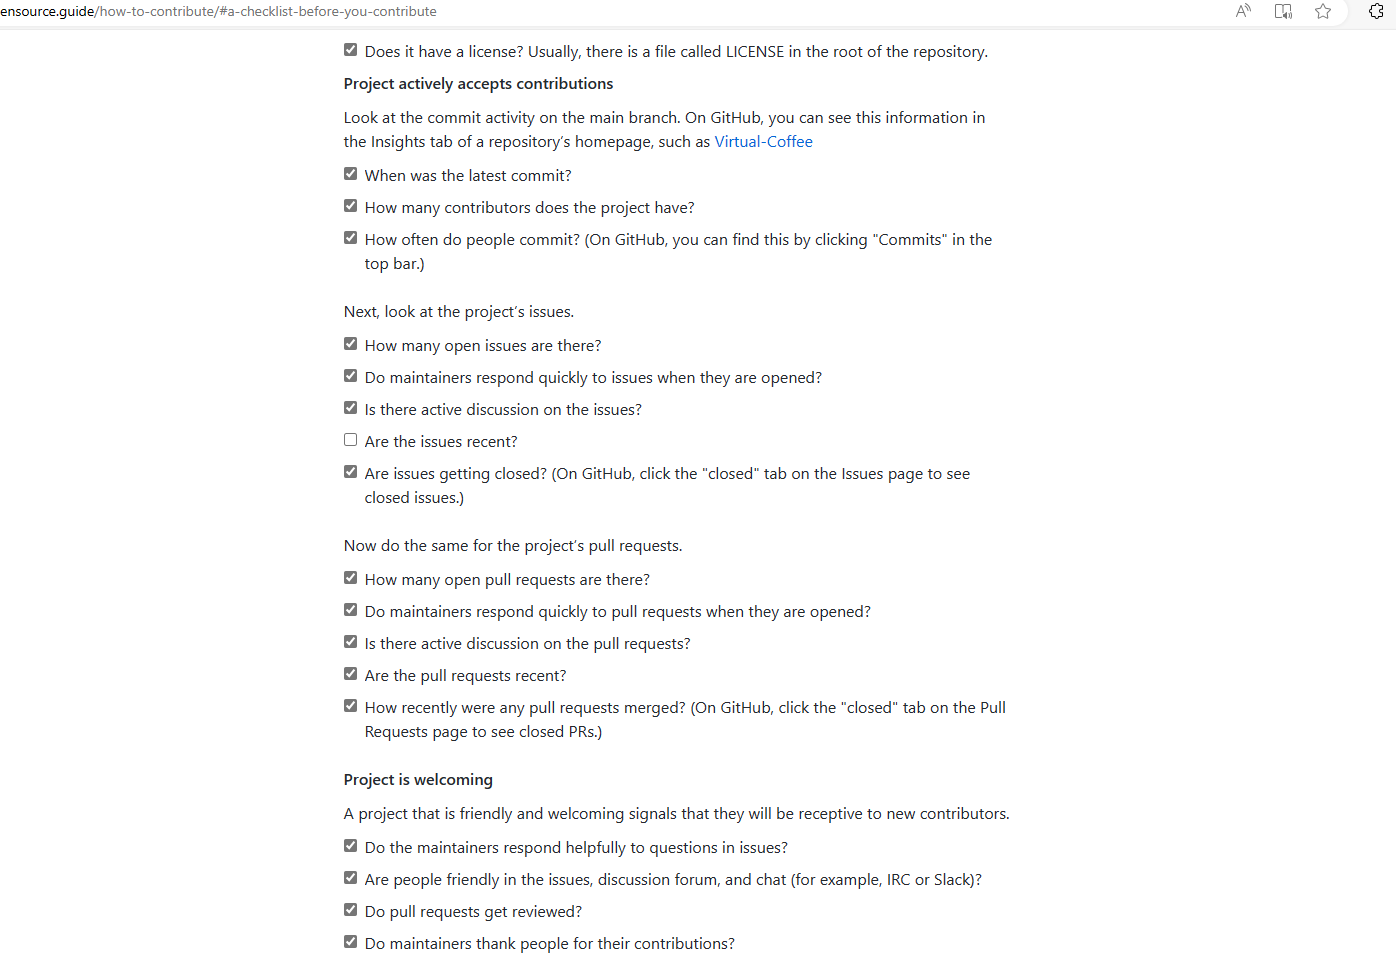 ensource.guide/how-to-contribute/#a-checklist-before-you-contribute
Does it have a license? Usually, there is a file called LICENSE in the root of the repository.
Project actively accepts contributions
Look at the commit activity on the main branch. On GitHub, you can see this information in
the Insights tab of a repository’s homepage, such as Virtual-Coffee
When was the latest commit?
How many contributors does the project have?
How often do people commit? (On GitHub, you can find this by clicking "Commits" in the
top bar.)
Next, look at the project’s issues.
How many open issues are there?
Do maintainers respond quickly to issues when they are opened?
Is there active discussion on the issues?
Are the issues recent?
Are issues getting closed? (On GitHub, click the "closed" tab on the Issues page to see
closed issues.)
Now do the same for the project’s pull requests.
How many open pull requests are there?
Do maintainers respond quickly to pull requests when they are opened?
Is there active discussion on the pull requests?
Are the pull requests recent?
How recently were any pull requests merged? (On GitHub, click the "closed" tab on the Pull
Requests page to see closed PRs.)
Project is welcoming
A project that is friendly and welcoming signals that they will be receptive to new contributors.
Do the maintainers respond helpfully to questions in issues?
Are people friendly in the issues, discussion forum, and chat (for example, IRC or Slack)?
Do pull requests get reviewed?
Do maintainers thank people for their contributions?